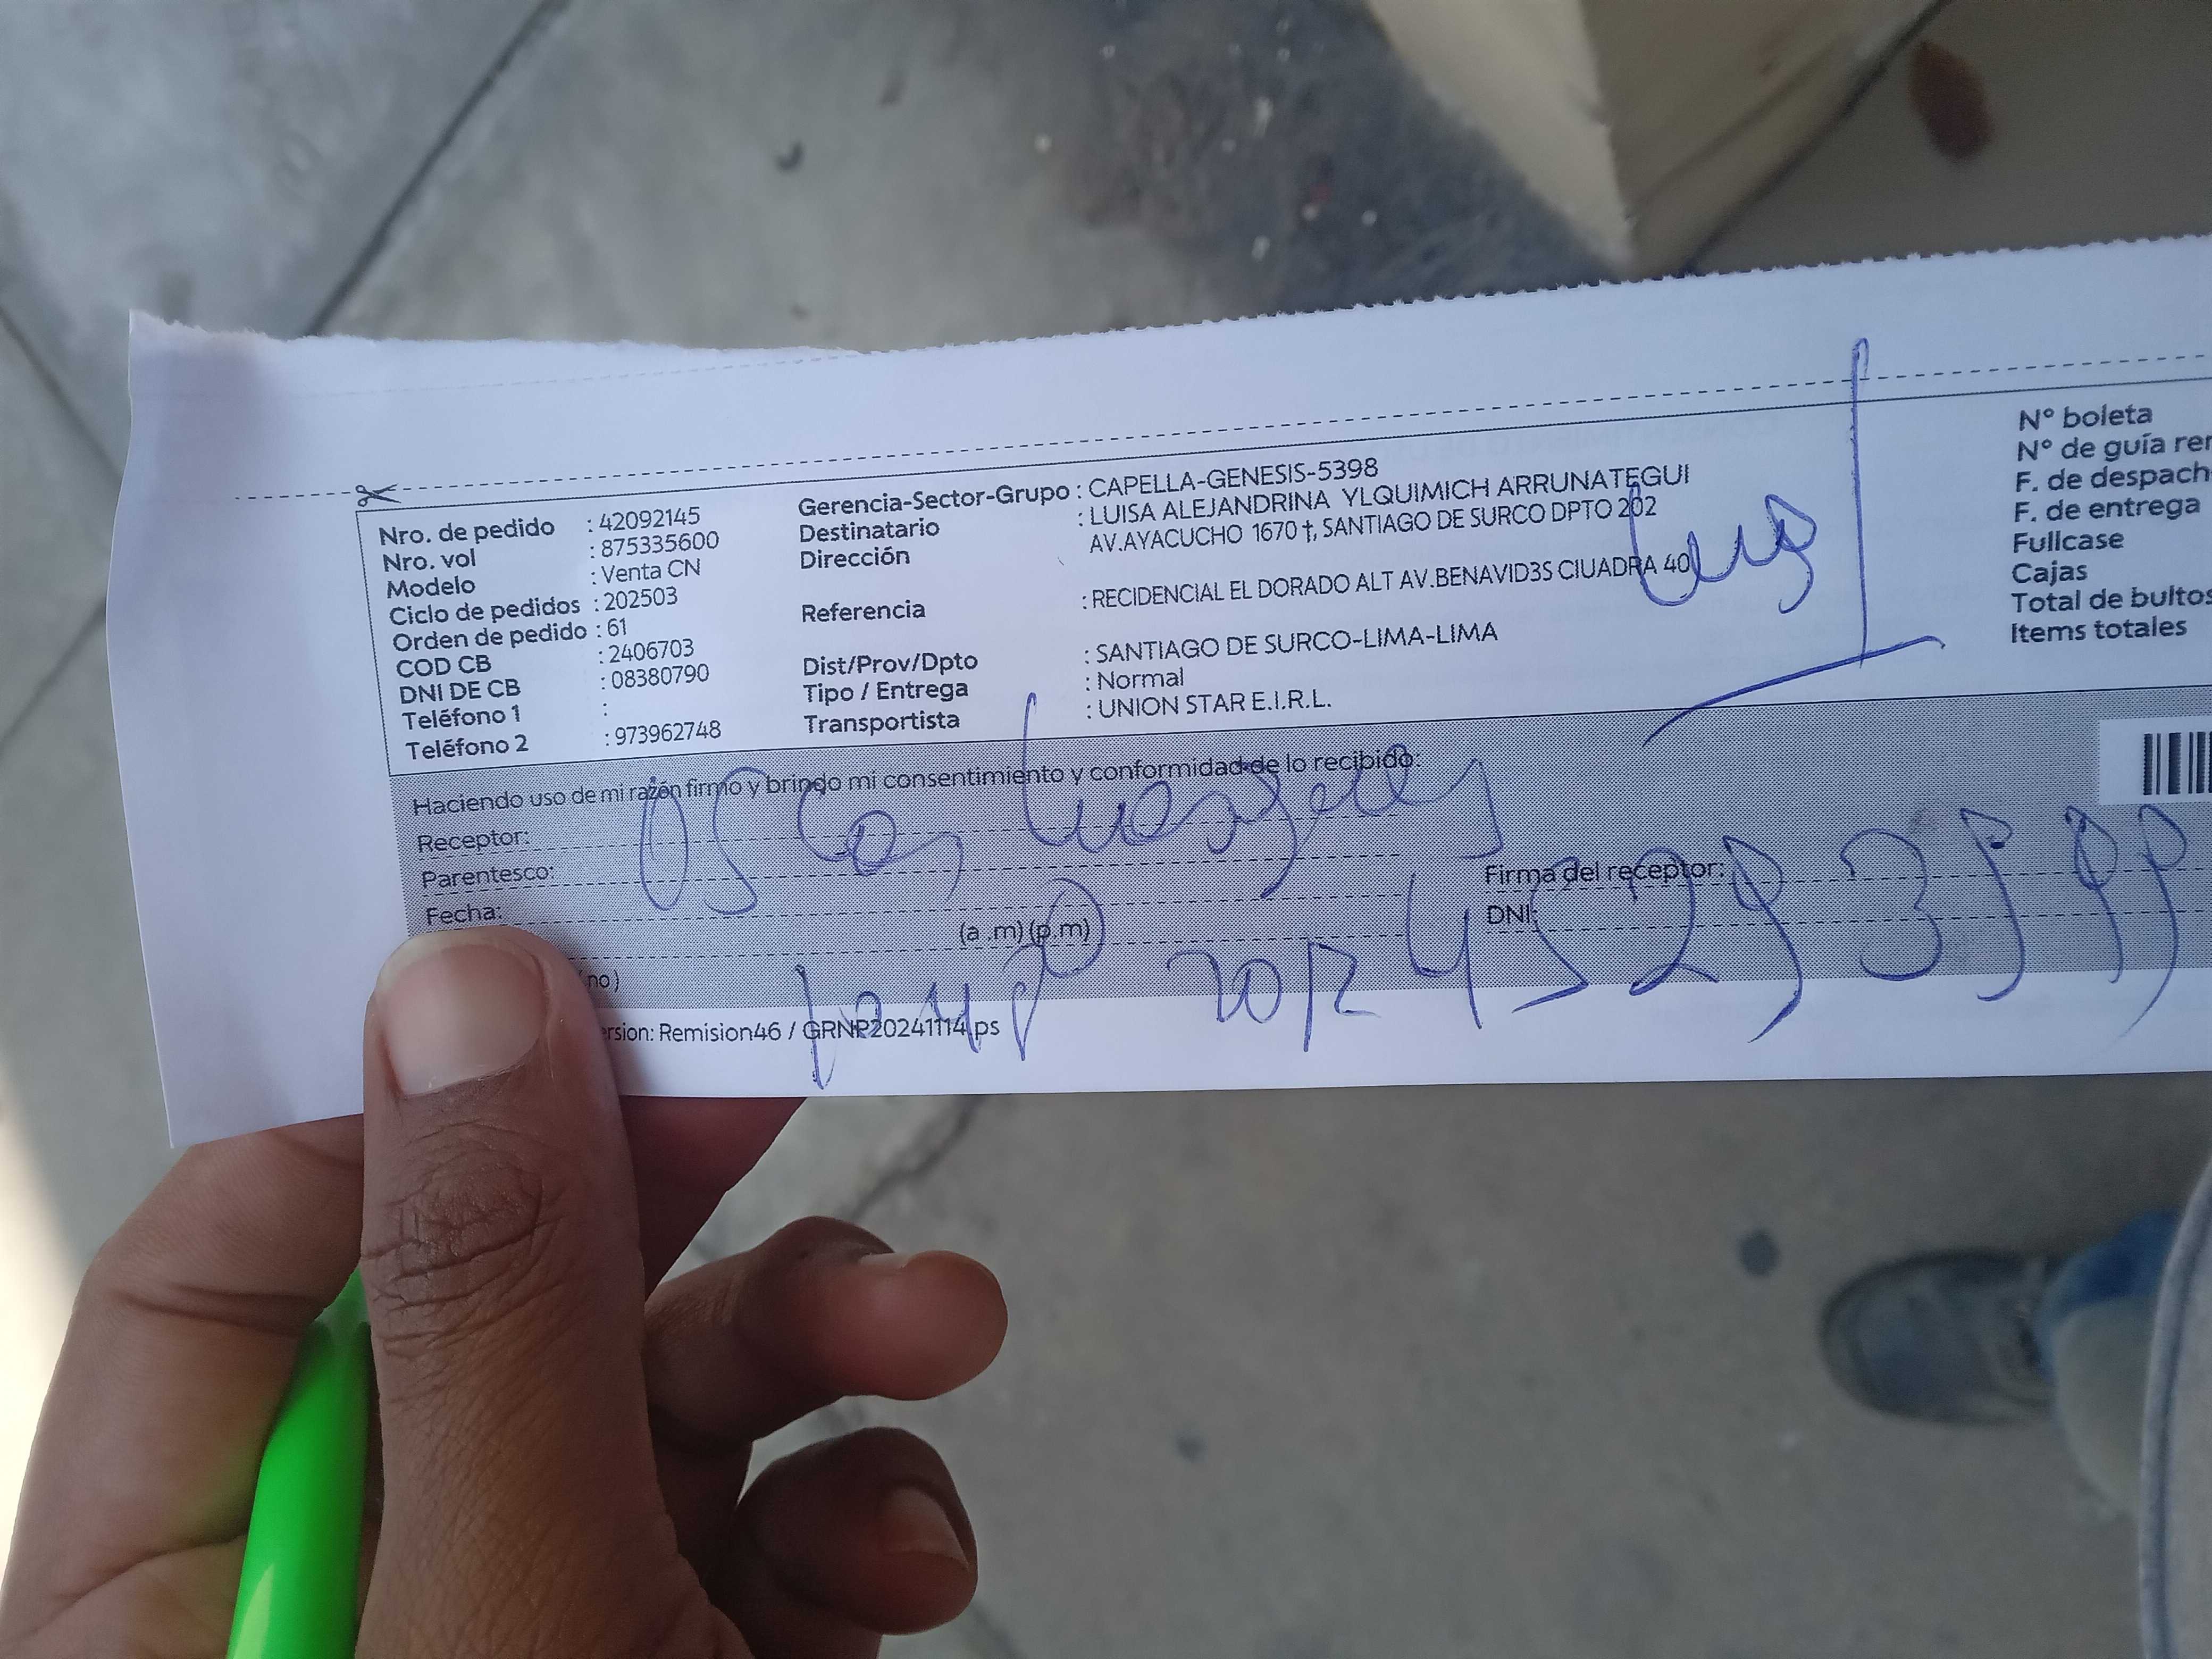 Nro. de pedido : 42092145
Nro. vol : 875335600
Modelo : Venta CN
Ciclo de pedidos : 202503
Orden de pedido : 61
COD CB : 2406703
DNI DE CB : 08380790
Teléfono 1 :
Teléfono 2 : 973962748
Gerencia-Sector-Grupo : CAPELLA-GENESIS-5398
Destinatario : LUISA ALEJANDRINA YLQUIMICH ARRUNATEGUI
Dirección AV.AYACUCHO 1670 †, SANTIAGO DE SURCO DPTO 202
Referencia : RECIDENCIAL EL DORADO ALT AV.BENAVID3S CIUADRA 40
Dist/Prov/Dpto : SANTIAGO DE SURCO-LIMA-LIMA
Tipo / Entrega : Normal
Transportista : UNION STAR E.I.R.L.
N° boleta
N° de guía rer
F. de despach
F. de entrega
Fullcase
Cajas
Total de bultos
Items totales
Haciendo uso de mi razón firmo y brindo mi consentimiento y conformidad de lo recibido:
Receptor:
Parentesco:
Fecha:
(a .m) (p.m)
Firma del receptor:
DNI:
no)
ersion: Remision46 / GRNP20241114.ps